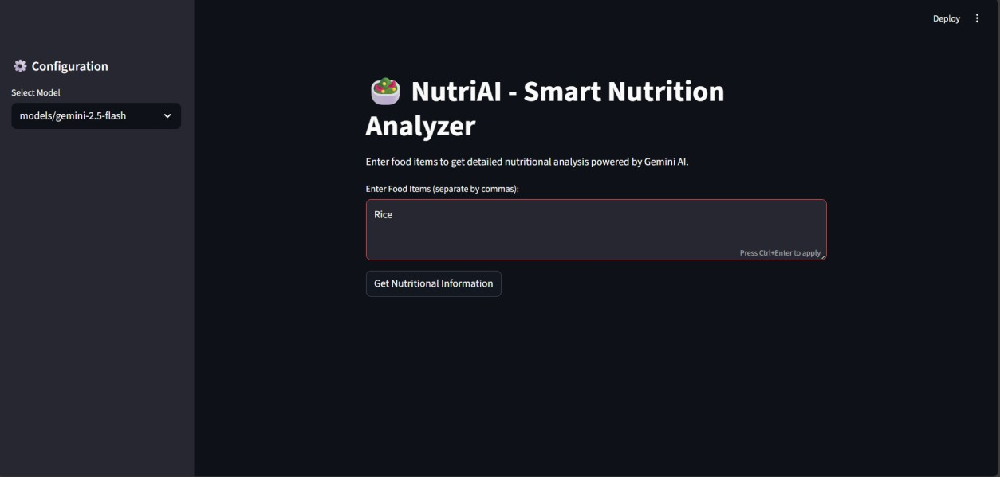 Deploy
Configuration
Select Model
models/gemini-2.5-flash
NutriAI - Smart Nutrition
Analyzer
Enter food items to get detailed nutritional analysis powered by Gemini AI.
Enter Food Items (separate by commas):
Rice
Press Ctrl+Enter to apply
Get Nutritional Information